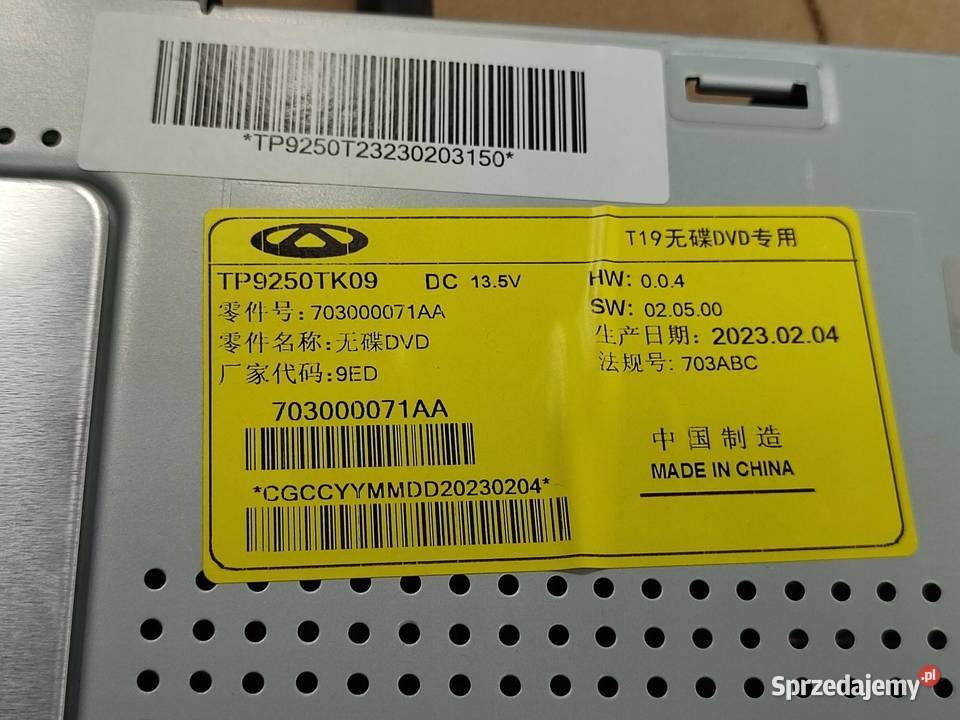 *TP9250T23230203150*
T19无碟DVD专用
TP9250TK09 DC 13.5V
HW: 0.0.4
零件号:703000071AA
SW: 02.05.00
零件名称:无碟DVD
生产日期: 2023.02.04
厂家代码:9ED
法规号: 703ABC
703000071AA
中国制造
MADE IN CHINA
*CGCCYYMMDD20230204*
Sprzedajemy.pl